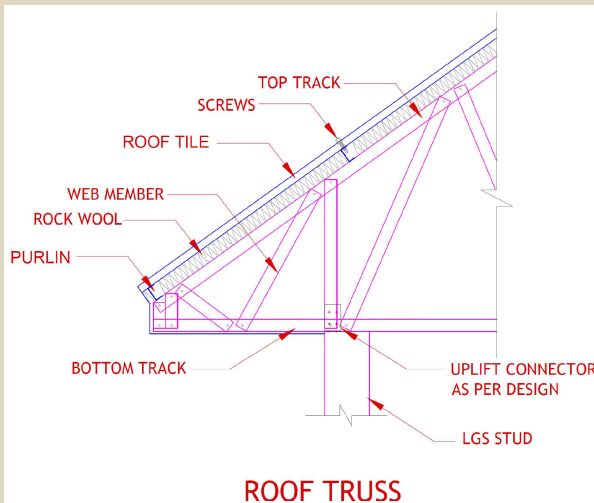 TOP TRACK
SCREWS
ROOF TILE
WEB MEMBER
ROCK WOOL
PURLIN
BOTTOM TRACK
UPLIFT CONNECTOR
AS PER DESIGN
LGS STUD
ROOF TRUSS